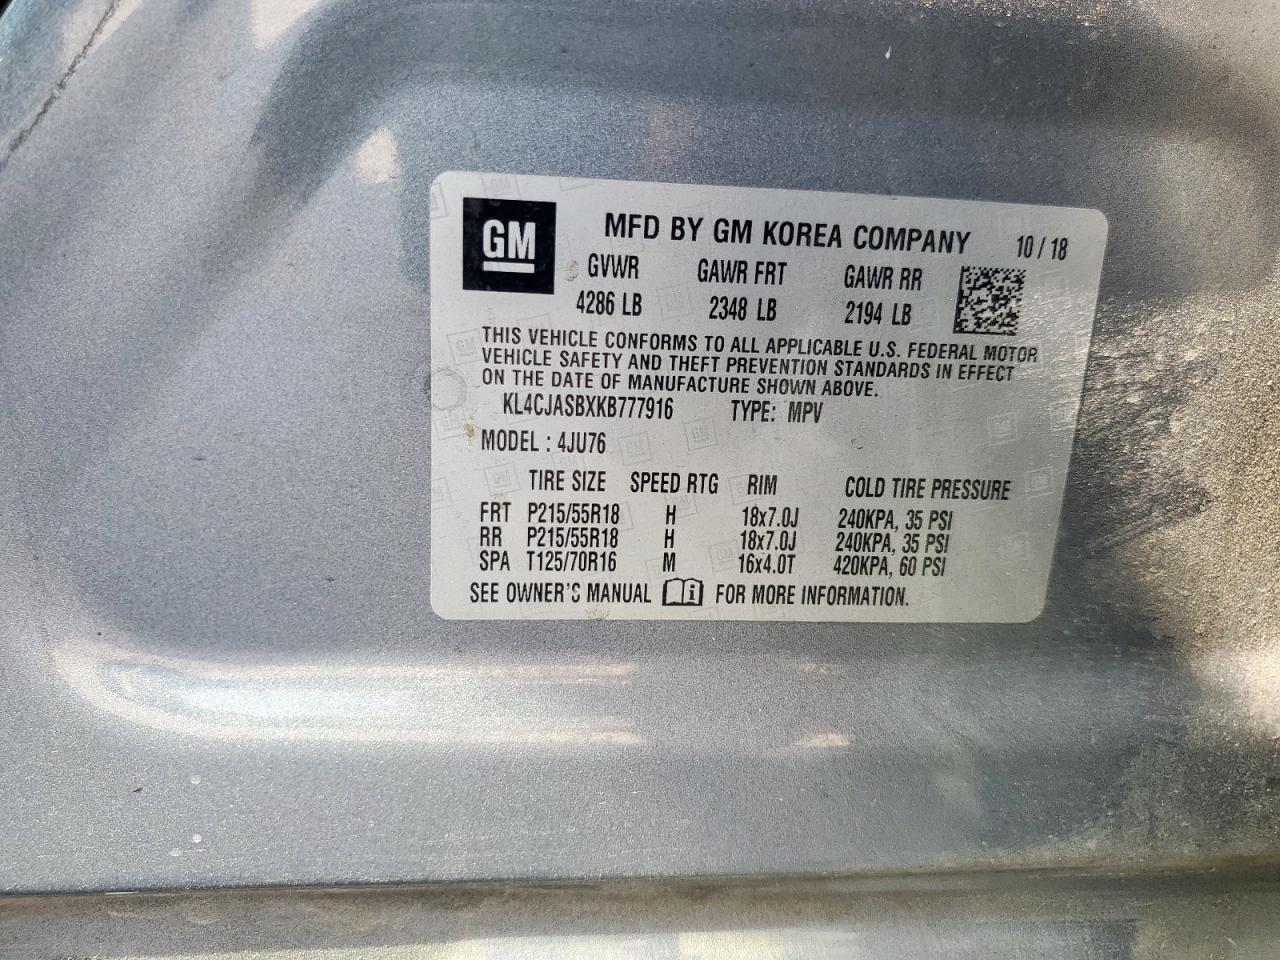 GM MFD BY GM KOREA COMPANY 10/18
GVWR GAWR FRT GAWR RR
4286 LB 2348 LB 2194 LB
THIS VEHICLE CONFORMS TO ALL APPLICABLE U.S. FEDERAL MOTOR
VEHICLE SAFETY AND THEFT PREVENTION STANDARDS IN EFFECT
ON THE DATE OF MANUFACTURE SHOWN ABOVE.
KL4CJASBXKB777916 TYPE: MPV
MODEL : 4JU76
TIRE SIZE SPEED RTG RIM COLD TIRE PRESSURE
FRT P215/55R18 H 18x7.0J 240KPA, 35 PSI
RR P215/55R18 H 18x7.0J 240KPA, 35 PSI
SPA T125/70R16 M 16x4.0T 420KPA, 60 PSI
SEE OWNER'S MANUAL i FOR MORE INFORMATION.